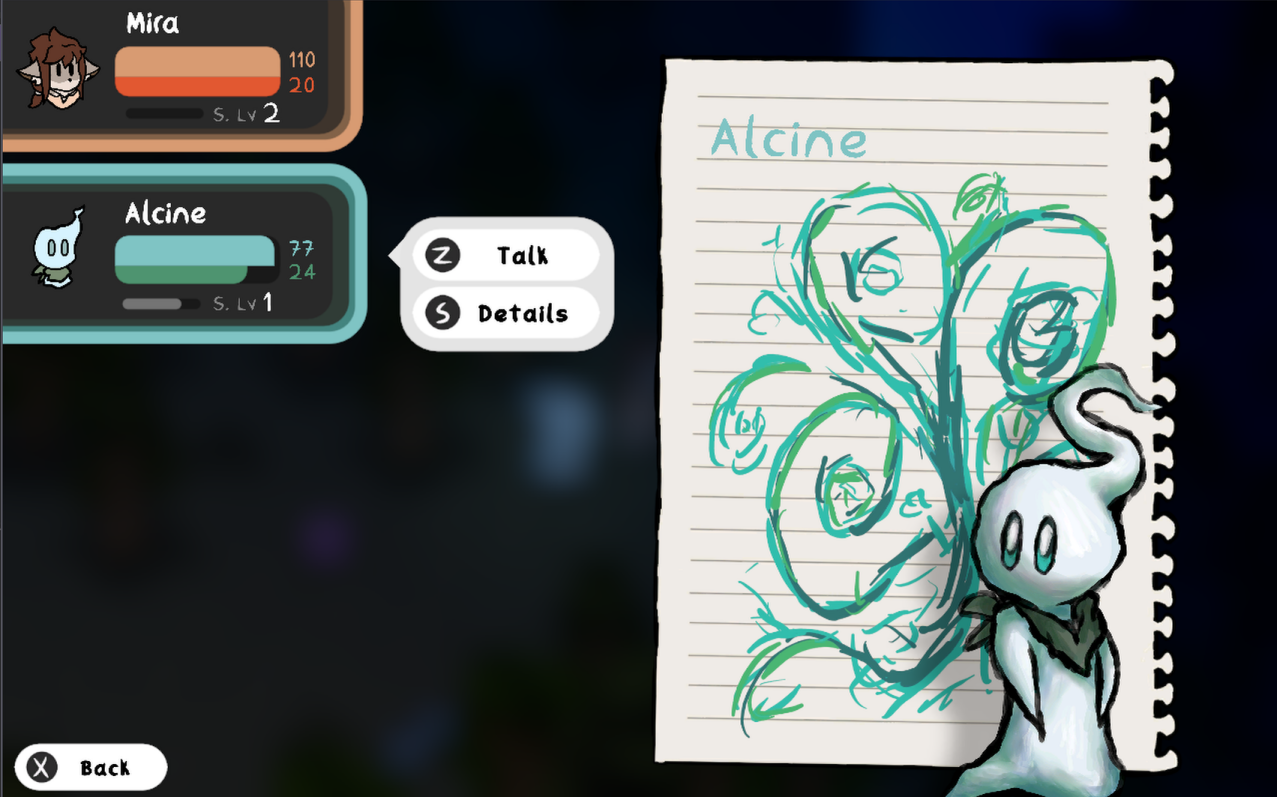 Mira
110
20
S. Lv 2
Alcine
77
24
S. Lv 1
Z Talk
S Details
X Back
Alcine